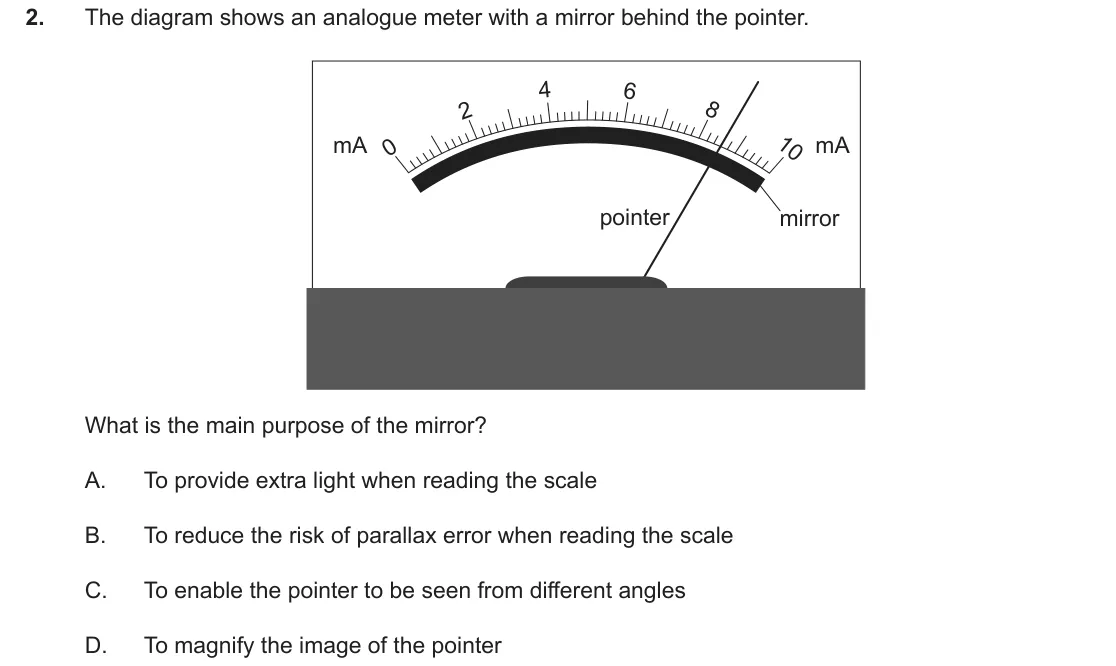 2. The diagram shows an analogue meter with a mirror behind the pointer.
4 6
2 8
mA 0 10 mA
pointer mirror
What is the main purpose of the mirror?
A. To provide extra light when reading the scale
B. To reduce the risk of parallax error when reading the scale
C. To enable the pointer to be seen from different angles
D. To magnify the image of the pointer